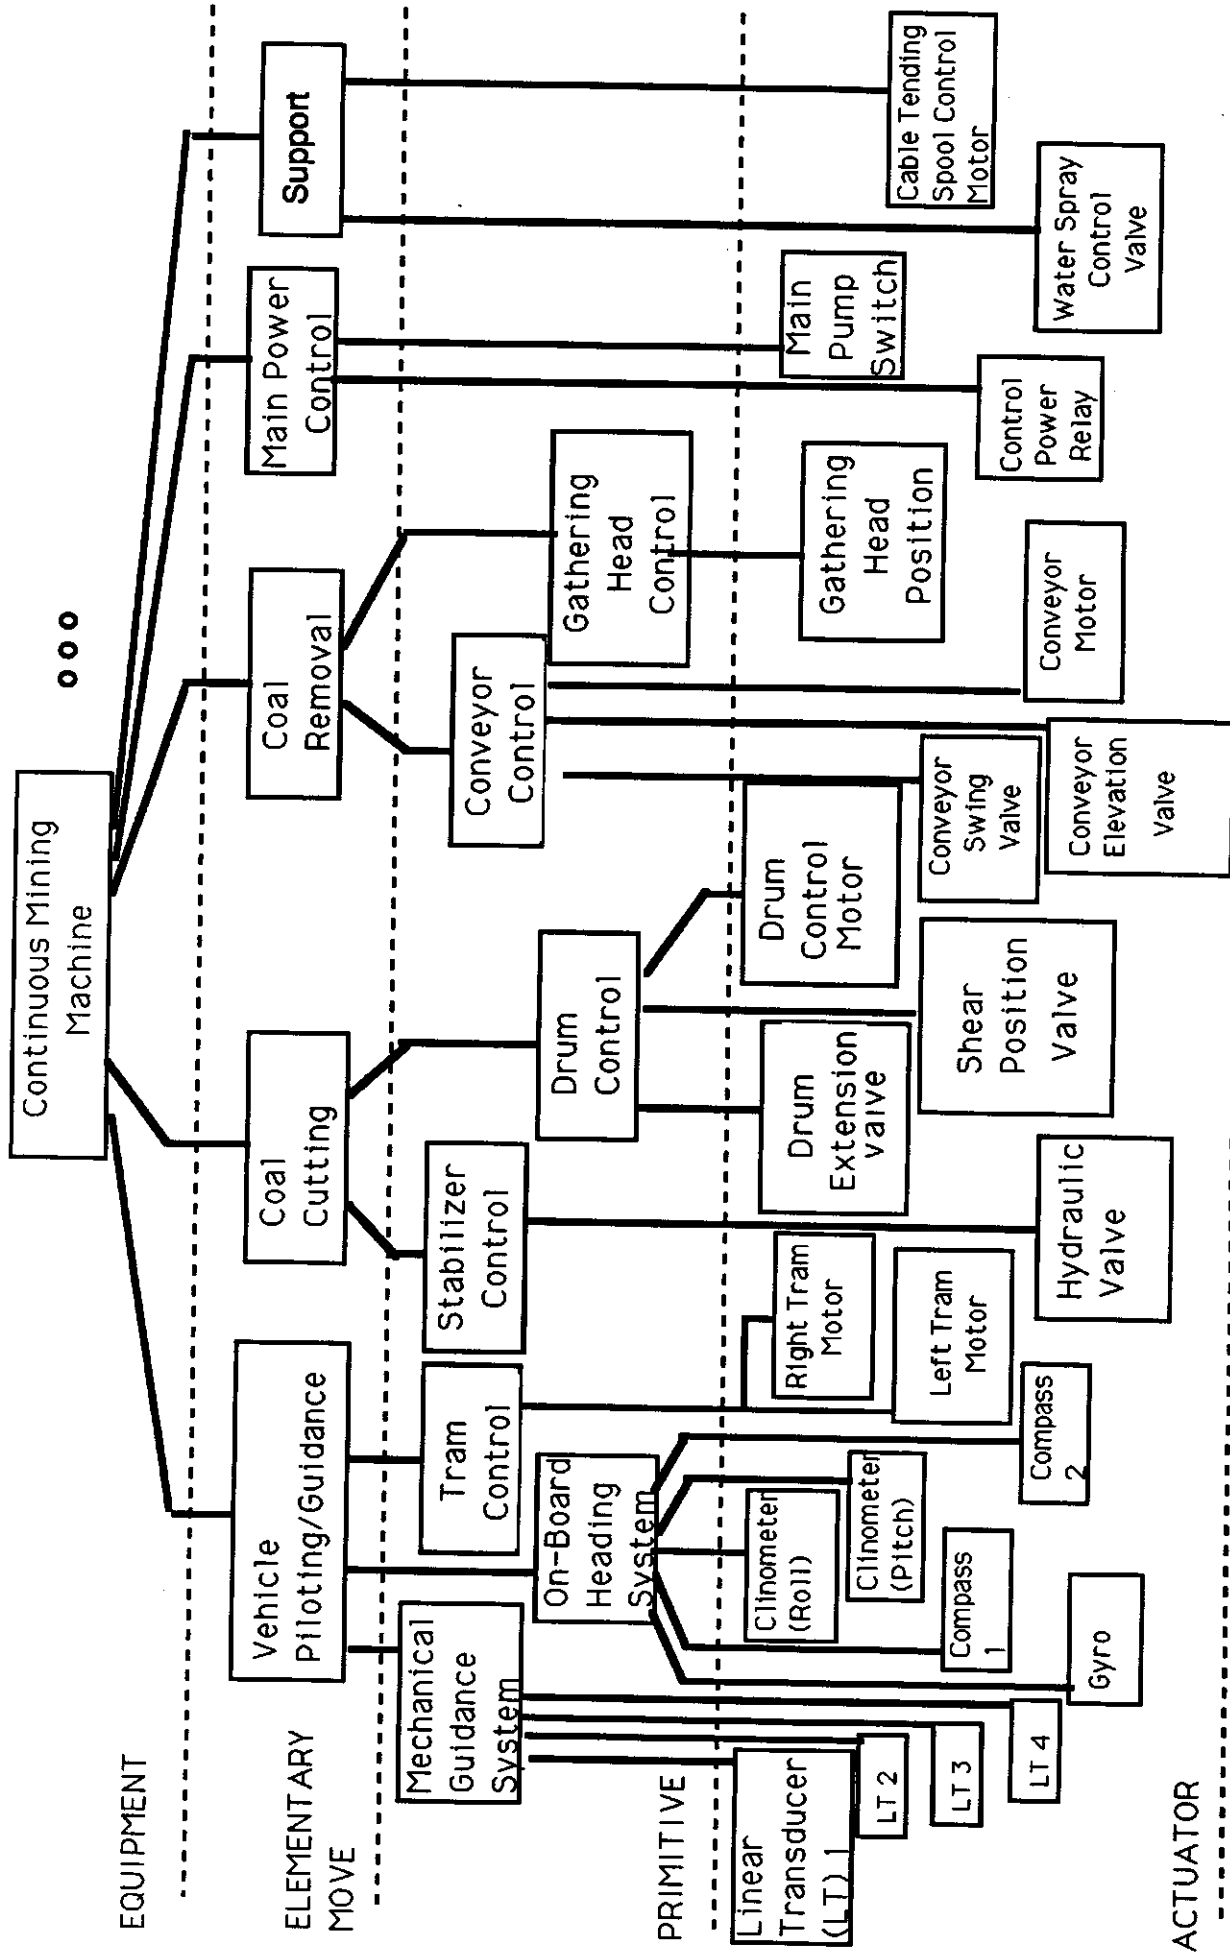 Continuous Mining
Machine
ooo
EQUIPMENT
Vehicle
Piloting/Guidance
Coal
Cutting
Coal
Removal
Main Power
Control
Support
ELEMENTARY
MOVE
Mechanical
Guidance
System
On-Board
Heading
System
Tram
Control
Stabilizer
Control
Drum
Control
Conveyor
Control
Gathering
Head
Control
PRIMITIVE
Linear
Transducer
(LT) 1
LT 2
LT 3
LT 4
Clinometer
(Roll)
Clinometer
(Pitch)
Compass
1
Gyro
Compass
2
Right Tram
Motor
Left Tram
Motor
Hydraulic
Valve
Drum
Extension
Valve
Shear
Position
Valve
Drum
Control
Motor
Conveyor
Swing
Valve
Conveyor
Elevation
Valve
Conveyor
Motor
Gathering
Head
Position
Main
Pump
Switch
Control
Power
Relay
Cable Tending
Spool Control
Motor
Water Spray
Control
Valve
ACTUATOR